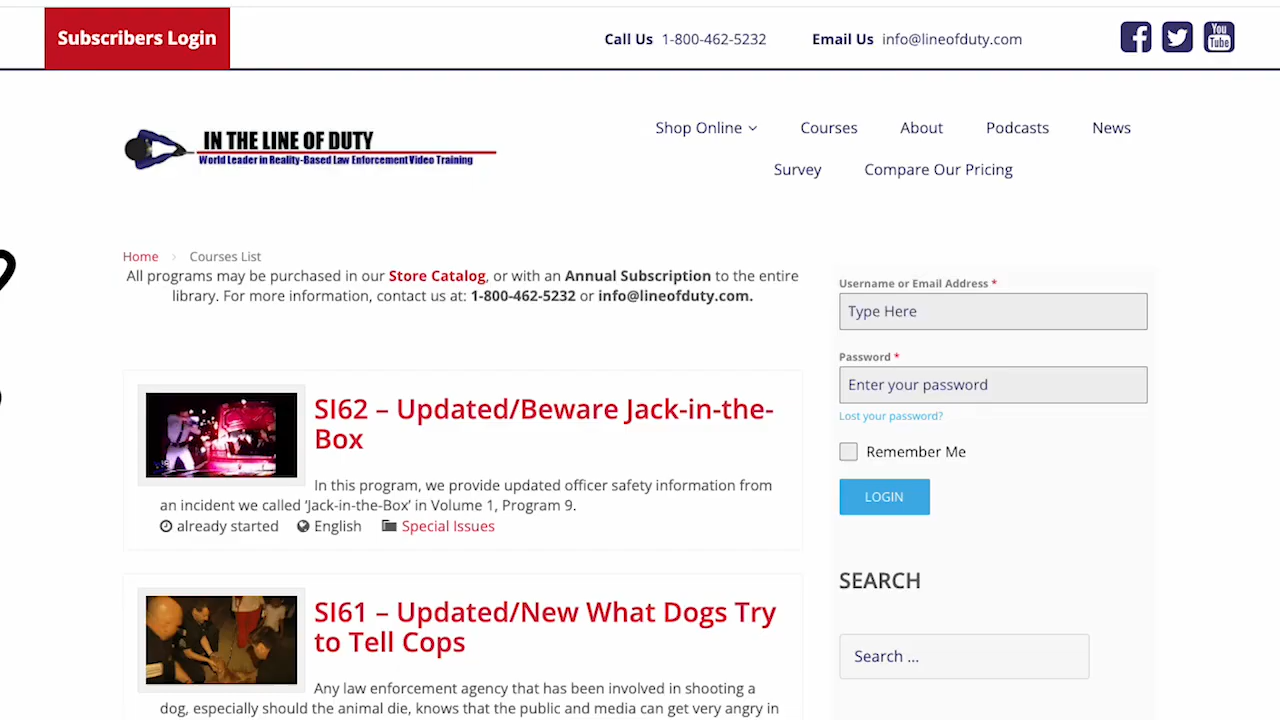 Subscribers Login
Call Us 1-800-462-5232 Email Us info@lineofduty.com
You Tube
IN THE LINE OF DUTY
World Leader in Reality-Based Law Enforcement Video Training
Shop Online Courses About Podcasts News
Survey Compare Our Pricing
Home Courses List
All programs may be purchased in our Store Catalog, or with an Annual Subscription to the entire
library. For more information, contact us at: 1-800-462-5232 or info@lineofduty.com.
SI62 – Updated/Beware Jack-in-the-
Box
In this program, we provide updated officer safety information from
an incident we called ‘Jack-in-the-Box’ in Volume 1, Program 9.
already started English Special Issues
SI61 – Updated/New What Dogs Try
to Tell Cops
Any law enforcement agency that has been involved in shooting a
dog, especially should the animal die, knows that the public and media can get very angry in
Username or Email Address *
Type Here
Password *
Enter your password
Lost your password?
Remember Me
LOGIN
SEARCH
Search ...